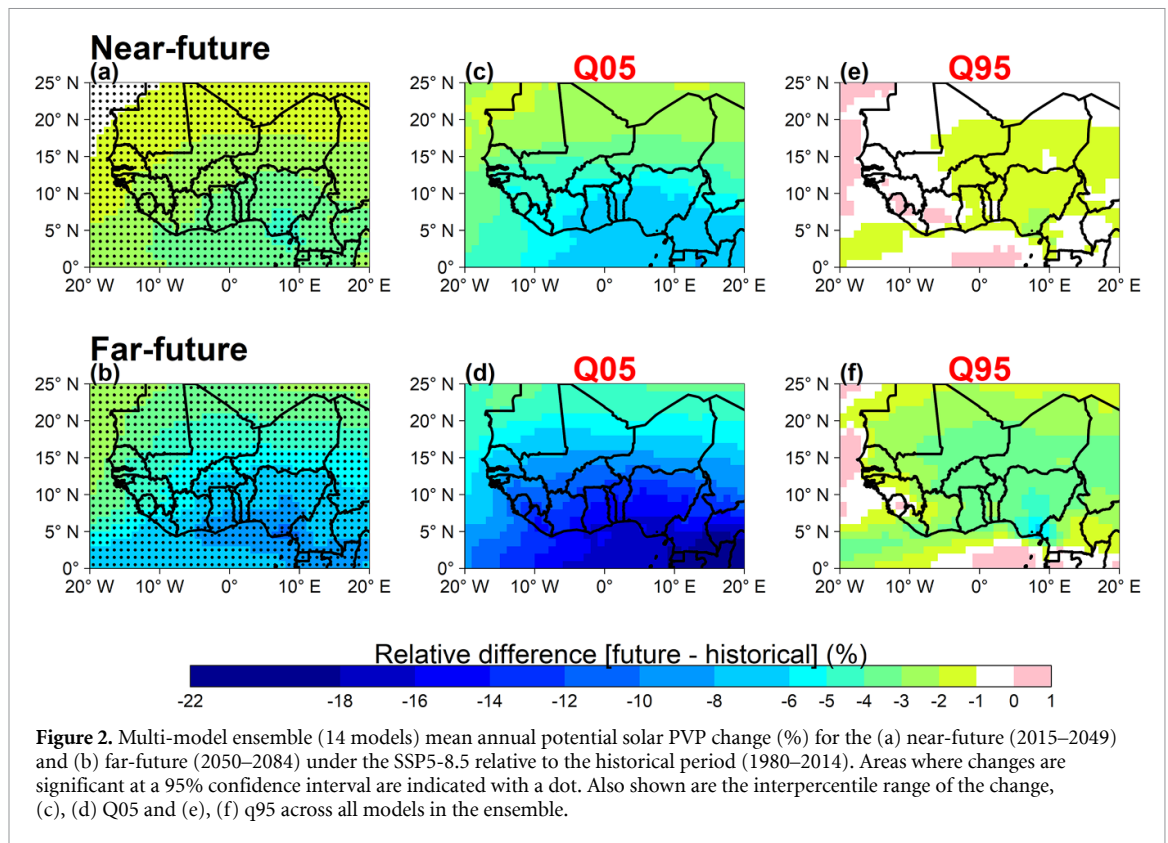 Near-future
(a)
25° N
20° N
15° N
10° N
5° N
0°
20° W 10° W 0° 10° E 20° E
Q05
(c)
25° N
20° N
15° N
10° N
5° N
0°
20° W 10° W 0° 10° E 20° E
Q95
(e)
25° N
20° N
15° N
10° N
5° N
0°
20° W 10° W 0° 10° E 20° E
Far-future
(b)
25° N
20° N
15° N
10° N
5° N
0°
20° W 10° W 0° 10° E 20° E
Q05
(d)
25° N
20° N
15° N
10° N
5° N
0°
20° W 10° W 0° 10° E 20° E
Q95
(f)
25° N
20° N
15° N
10° N
5° N
0°
20° W 10° W 0° 10° E 20° E
Relative difference [future - historical] (%)
-22 -18 -16 -14 -12 -10 -8 -6 -5 -4 -3 -2 -1 0 1
Figure 2. Multi-model ensemble (14 models) mean annual potential solar PVP change (%) for the (a) near-future (2015–2049)
and (b) far-future (2050–2084) under the SSP5-8.5 relative to the historical period (1980–2014). Areas where changes are
significant at a 95% confidence interval are indicated with a dot. Also shown are the interpercentile range of the change,
(c), (d) Q05 and (e), (f) q95 across all models in the ensemble.